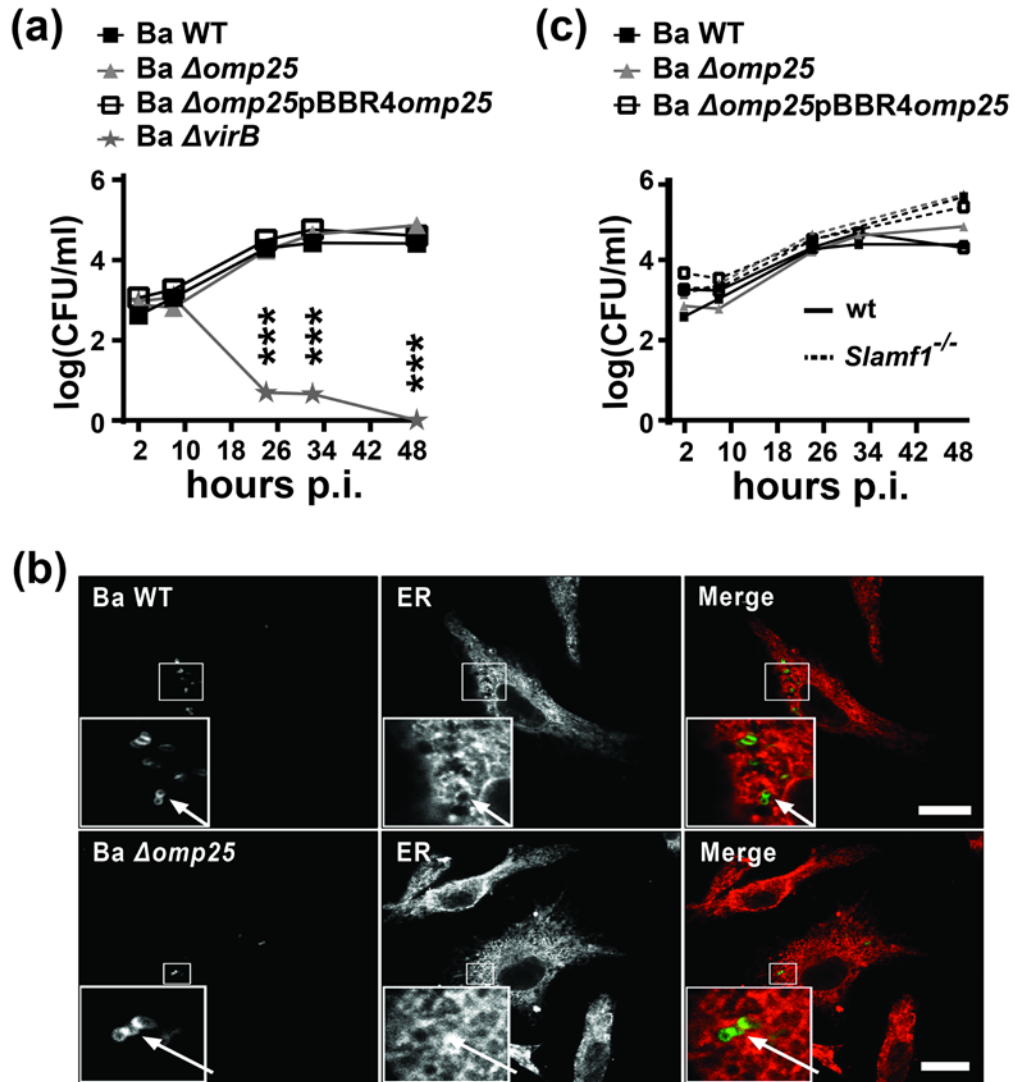 (a)
Ba WT
Ba Δomp25
Ba Δomp25pBBR4omp25
Ba ΔvirB
log(CFU/ml)
6
4
2
0
***
***
***
2 10 18 26 34 42 48
hours p.i.
(c)
Ba WT
Ba Δomp25
Ba Δomp25pBBR4omp25
log(CFU/ml)
6
4
2
0
wt
Slamf1-/-
2 10 18 26 34 42 48
hours p.i.
(b)
Ba WT
ER
Merge
Ba Δomp25
ER
Merge